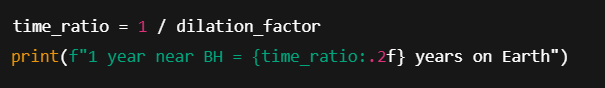 time_ratio = 1 / dilation_factor
print(f"1 year near BH = {time_ratio:.2f} years on Earth")